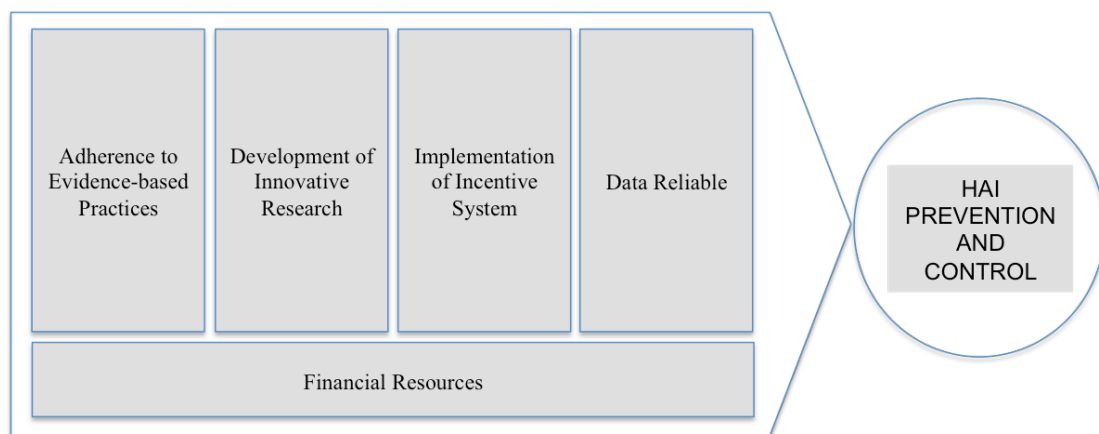 Adherence to
Evidence-based
Practices
Development of
Innovative
Research
Implementation
of Incentive
System
Data Reliable
Financial Resources
HAI
PREVENTION
AND
CONTROL